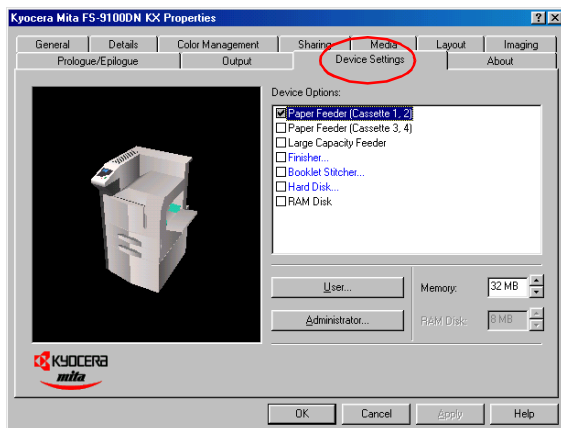 Kyocera Mita FS-9100DN KX Properties
General Details Color Management Sharing Media Layout Imaging
Prologue/Epilogue Output Device Settings About
Device Options:
Paper Feeder (Cassette 1, 2)
Paper Feeder (Cassette 3, 4)
Large Capacity Feeder
Finisher...
Booklet Stitcher...
Hard Disk...
RAM Disk
User... Memory: 32 MB
Administrator... RAM Disk: 8 MB
KYOCERA
mita
OK Cancel Apply Help